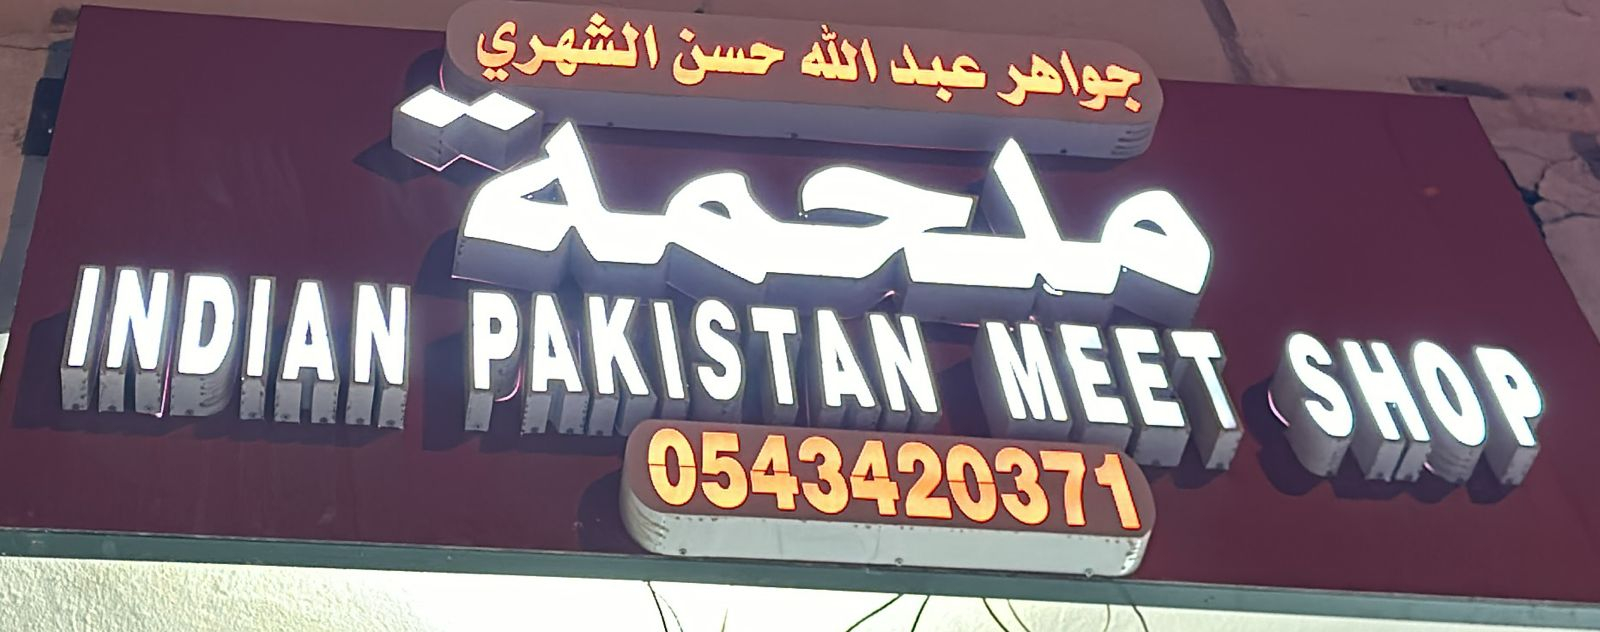 جواهر عبد الله حسن الشهري
ملحمة
INDIAN PAKISTAN MEET SHOP
0543420371